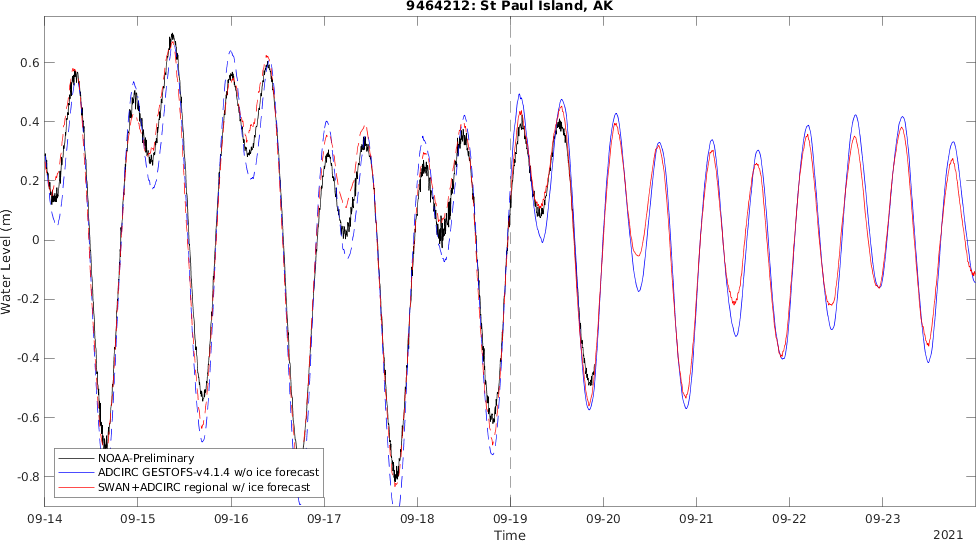 9464212: St Paul Island, AK
Water Level (m)
0.6
0.4
0.2
0
-0.2
-0.4
-0.6
-0.8
NOAA-Preliminary
ADCIRC GESTOFS-v4.1.4 w/o ice forecast
SWAN+ADCIRC regional w/ ice forecast
09-14 09-15 09-16 09-17 09-18 09-19 09-20 09-21 09-22 09-23
Time
2021